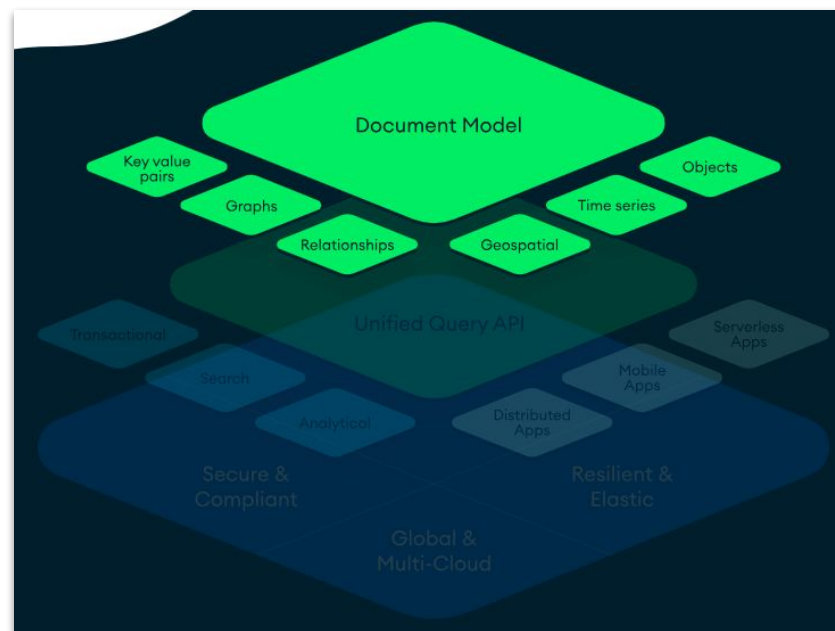 Document Model
Key value
pairs
Objects
Graphs
Time series
Relationships
Geospatial
Unified Query API
Transactional
Serverless
Apps
Search
Mobile
Apps
Analytical
Distributed
Apps
Secure &
Compliant
Resilient &
Elastic
Global &
Multi-Cloud